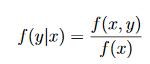 f(y|x) = f(x, y) / f(x)